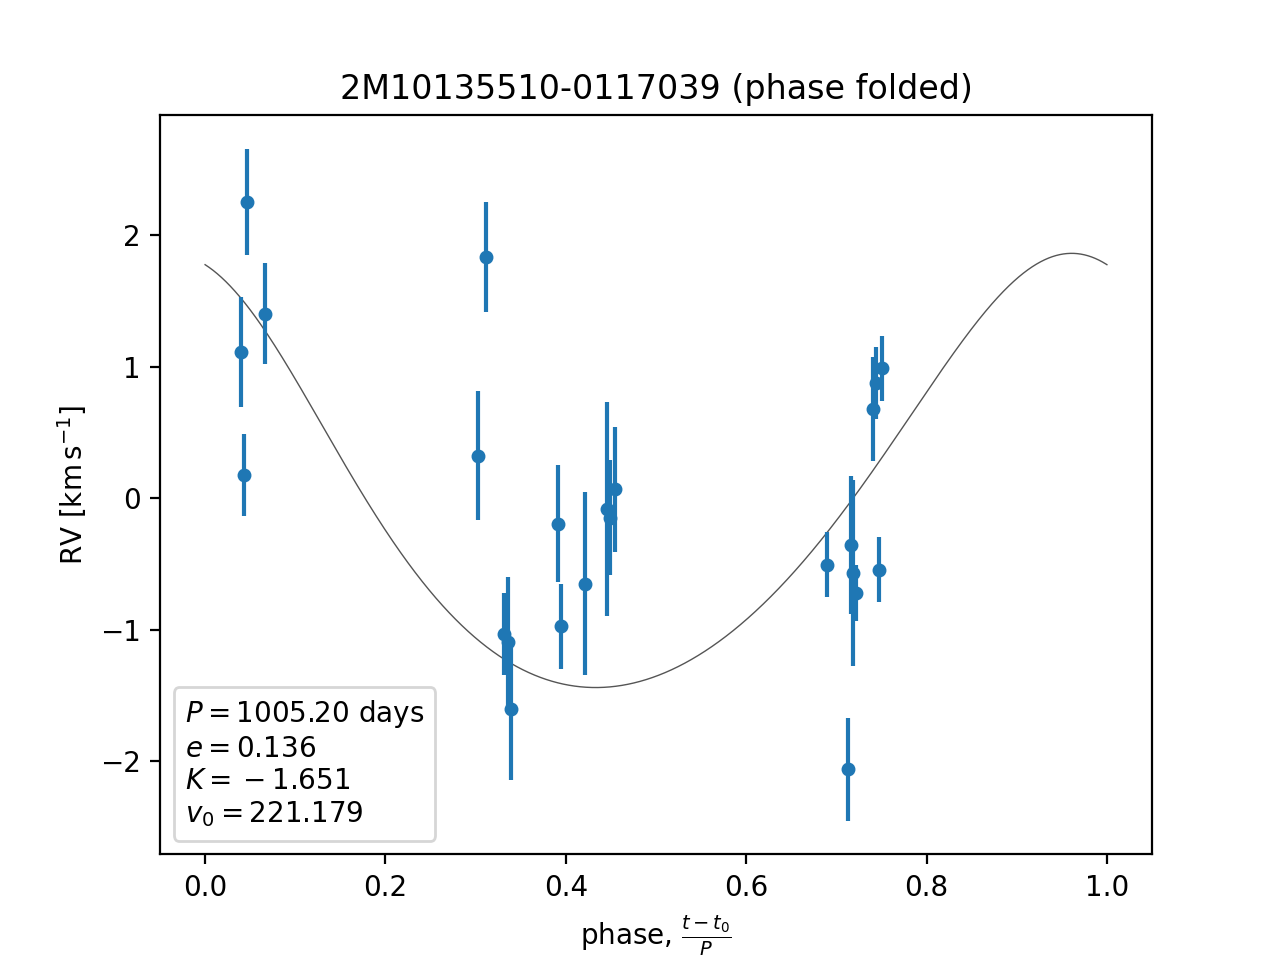 2M10135510-0117039 (phase folded)
RV [km s⁻¹]
2
1
0
−1
−2
P = 1005.20 days
e = 0.136
K = −1.651
v₀ = 221.179
0.0 0.2 0.4 0.6 0.8 1.0
phase, (t − t₀)/P